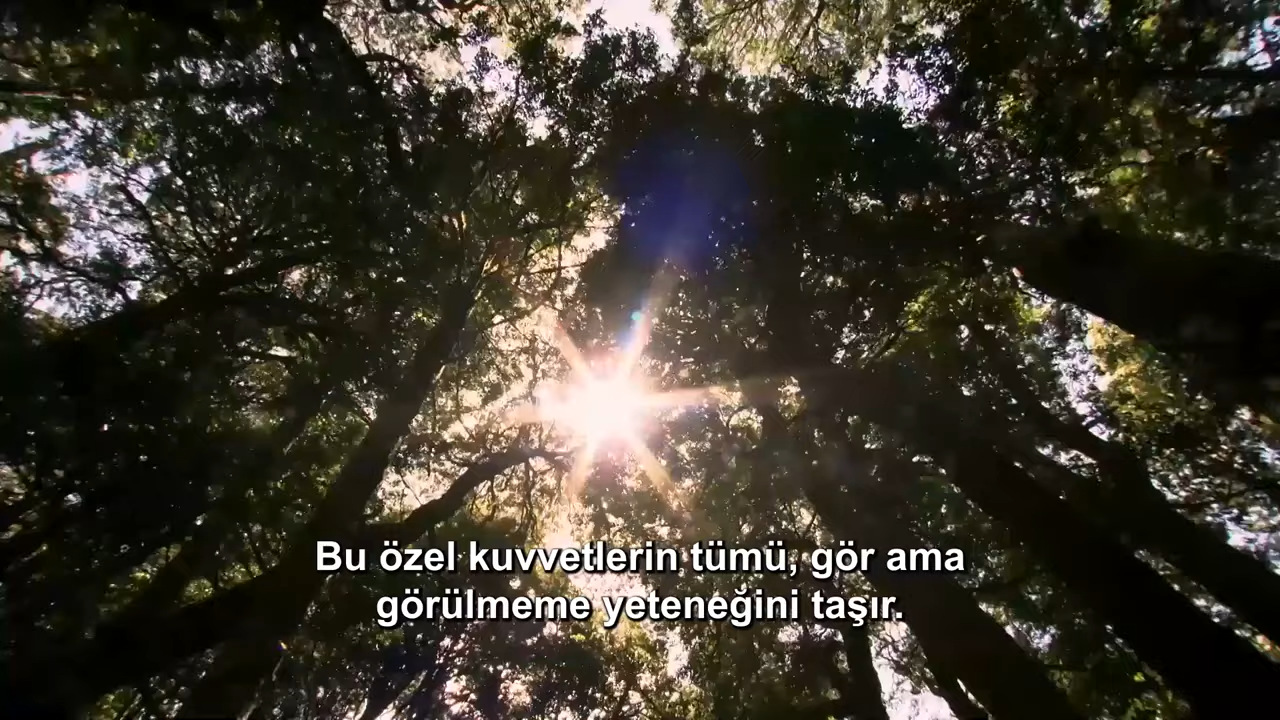 Bu özel kuvvetlerin tümü, gör ama
görülmeme yeteneğini taşır.